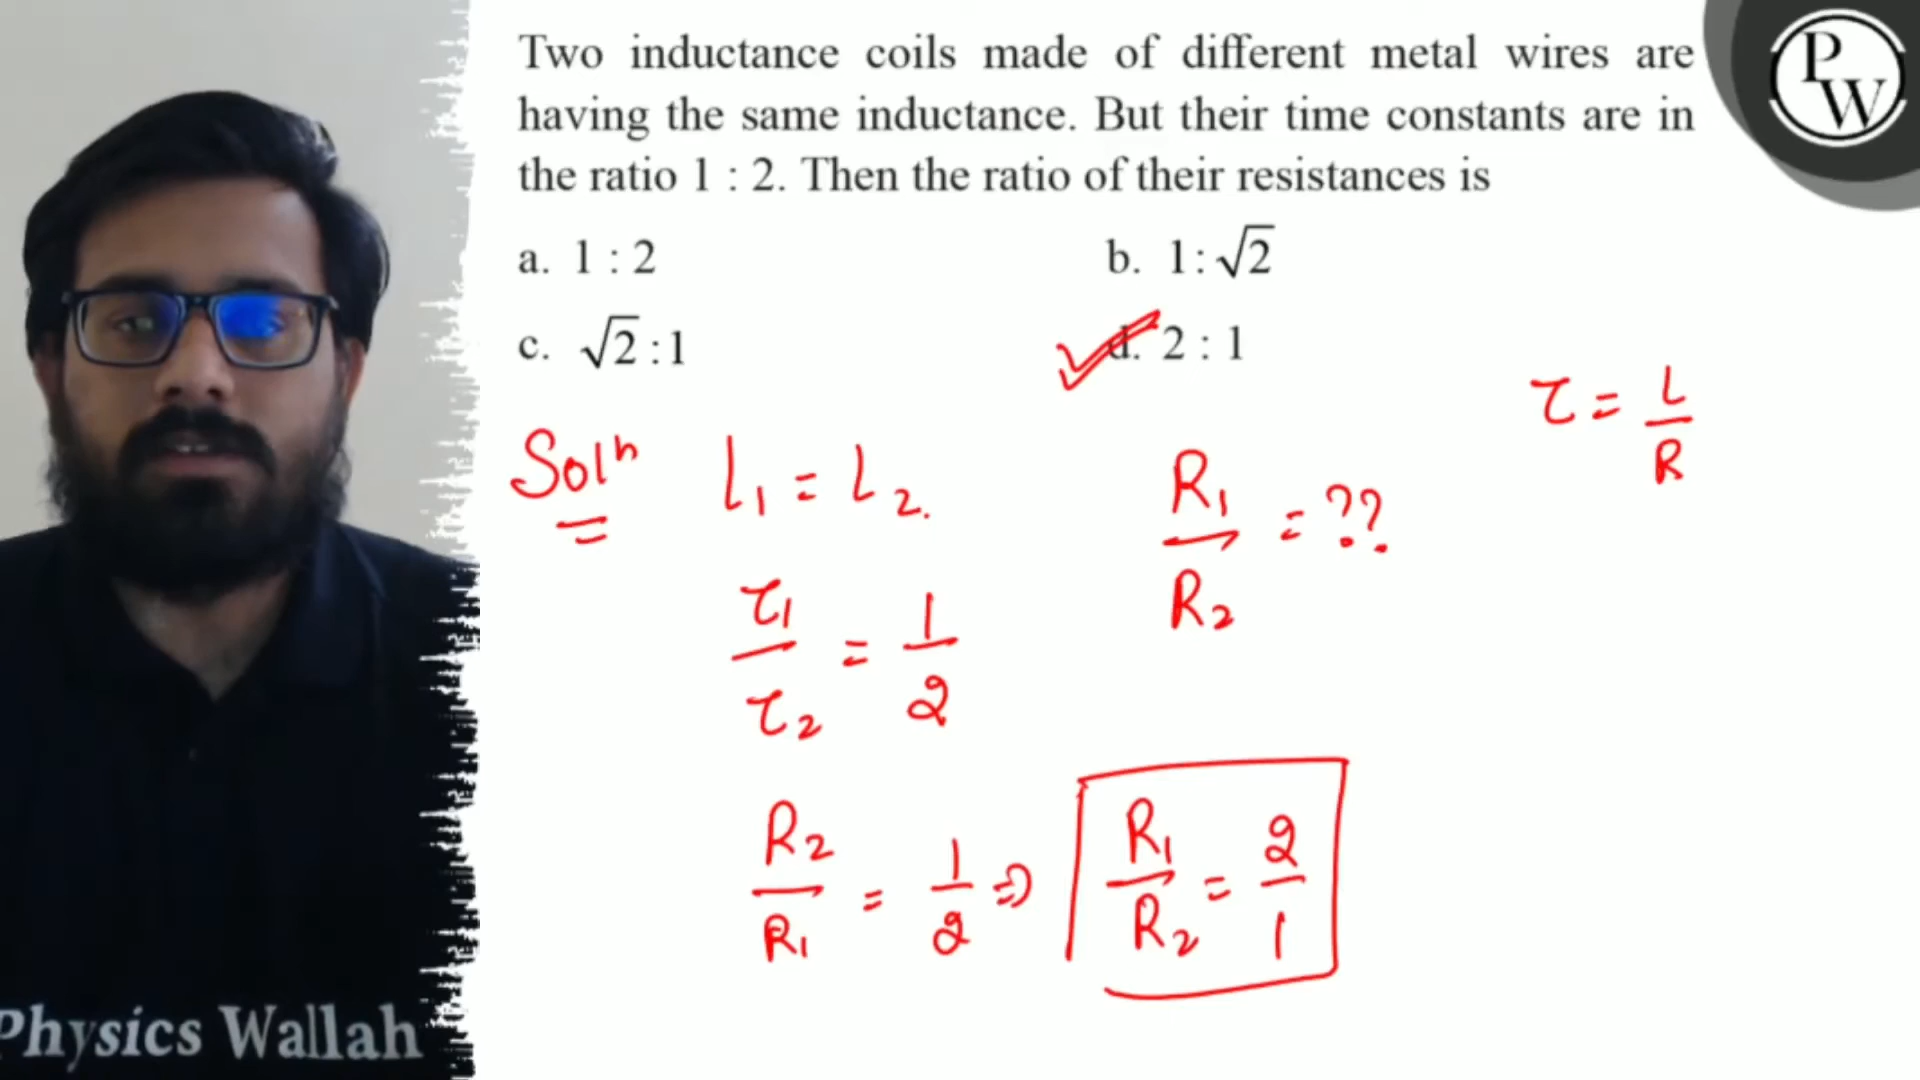 Two inductance coils made of different metal wires are
having the same inductance. But their time constants are in
the ratio 1 : 2. Then the ratio of their resistances is
a. 1 : 2
b. 1 : √2
c. √2 : 1
d. 2 : 1
τ = L/R
Solⁿ L₁ = L₂.
R₁/R₂ = ??
τ₁/τ₂ = 1/2
R₂/R₁ = 1/2 ⇒ R₁/R₂ = 2/1
PW
Physics Wallah